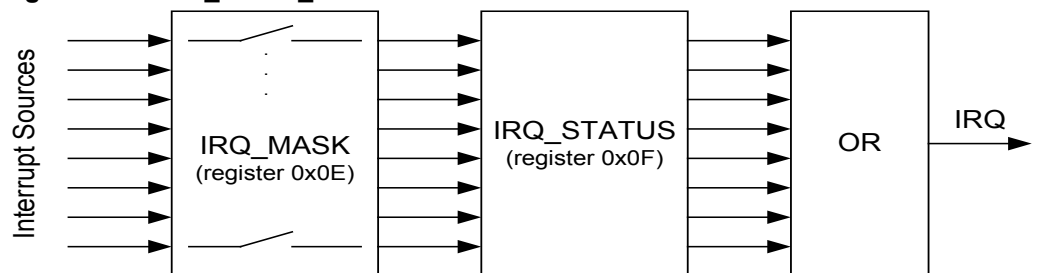 Interrupt Sources
IRQ_MASK
(register 0x0E)
IRQ_STATUS
(register 0x0F)
OR
IRQ